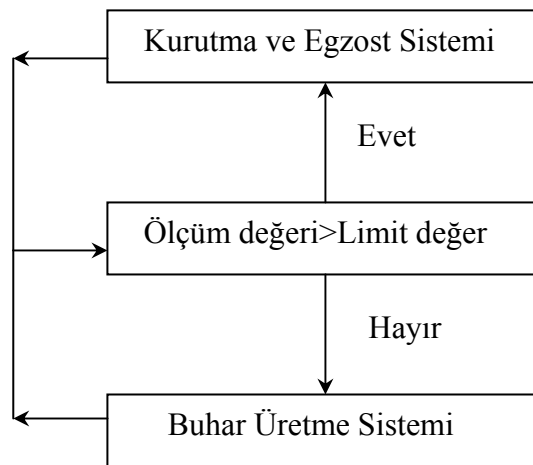 Kurutma ve Egzost Sistemi
Evet
Ölçüm değeri>Limit değer
Hayır
Buhar Üretme Sistemi